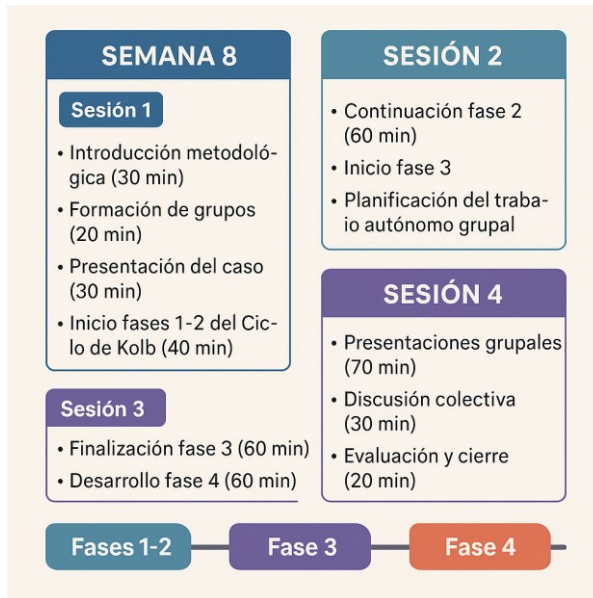 SEMANA 8
Sesión 1
• Introducción metodoló-
gica (30 min)
• Formación de grupos
(20 min)
• Presentación del caso
(30 min)
• Inicio fases 1-2 del Cic-
lo de Kolb (40 min)
SESIÓN 2
• Continuación fase 2
(60 min)
• Inicio fase 3
• Planificación del traba-
io autónomo grupal
Sesión 3
• Finalización fase 3 (60 min)
• Desarrollo fase 4 (60 min)
SESIÓN 4
• Presentaciones grupales
(70 min)
• Discusión colectiva
(30 min)
• Evaluación y cierre
(20 min)
Fases 1-2
Fase 3
Fase 4